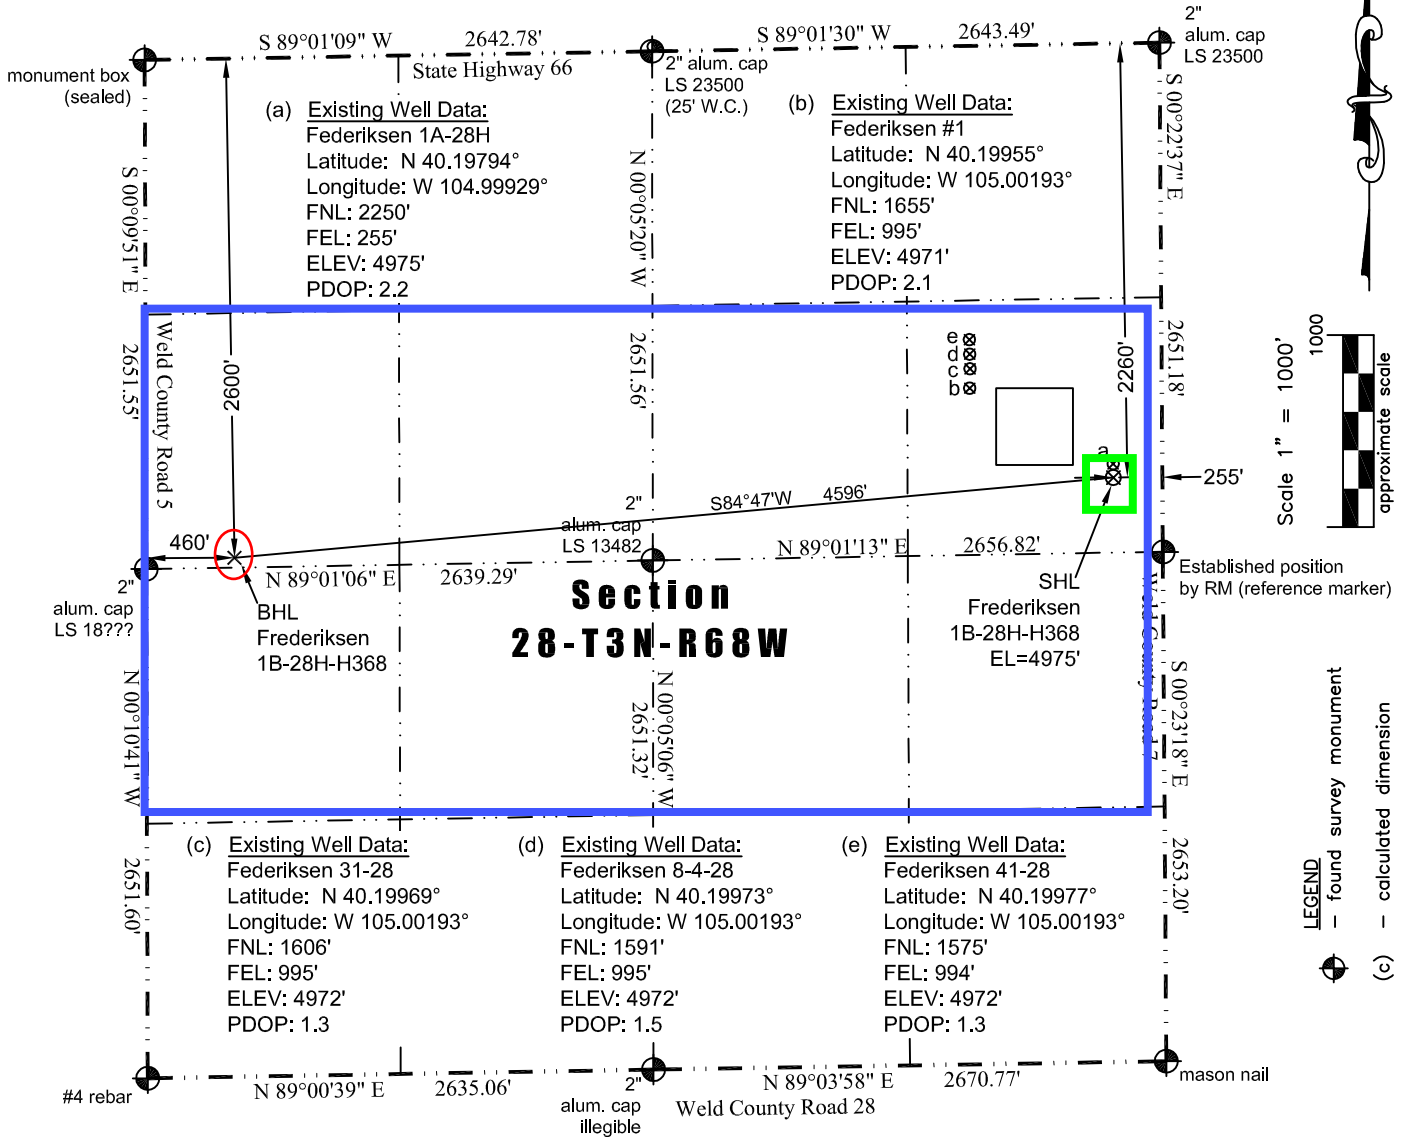 S 89°01'09" W 2642.78'
State Highway 66
S 89°01'30" W 2643.49'
2"
alum. cap
LS 23500
monument box
(sealed)
2" alum. cap
LS 23500
(25' W.C.)
(a) Existing Well Data:
Federiksen 1A-28H
Latitude: N 40.19794°
Longitude: W 104.99929°
FNL: 2250'
FEL: 255'
ELEV: 4975'
PDOP: 2.2
(b) Existing Well Data:
Federiksen #1
Latitude: N 40.19955°
Longitude: W 105.00193°
FNL: 1655'
FEL: 995'
ELEV: 4971'
PDOP: 2.1
S 00°09'51" E
2651.55'
N 00°05'20" W
2651.56'
S 00°22'37" E
2651.18'
Weld County Road 5
2600'
2260'
e
d
c
b
a
255'
S84°47'W 4596'
460'
2"
alum. cap
LS 13482
N 89°01'06" E 2639.29'
N 89°01'13" E 2656.82'
2"
alum. cap
LS 18???
BHL
Frederiksen
1B-28H-H368
Section
28-T3N-R68W
SHL
Frederiksen
1B-28H-H368
EL=4975'
Established position
by RM (reference marker)
Weld County Road 7
N 00°10'41" W
2651.60'
N 00°05'06" W
2651.32'
S 00°23'18" E
2653.20'
(c) Existing Well Data:
Federiksen 31-28
Latitude: N 40.19969°
Longitude: W 105.00193°
FNL: 1606'
FEL: 995'
ELEV: 4972'
PDOP: 1.3
(d) Existing Well Data:
Federiksen 8-4-28
Latitude: N 40.19973°
Longitude: W 105.00193°
FNL: 1591'
FEL: 995'
ELEV: 4972'
PDOP: 1.5
(e) Existing Well Data:
Federiksen 41-28
Latitude: N 40.19977°
Longitude: W 105.00193°
FNL: 1575'
FEL: 994'
ELEV: 4972'
PDOP: 1.3
#4 rebar
N 89°00'39" E 2635.06'
2"
alum. cap
illegible
N 89°03'58" E 2670.77'
Weld County Road 28
mason nail
Scale 1" = 1000'
1000
approximate scale
LEGEND
- found survey monument
(c) - calculated dimension